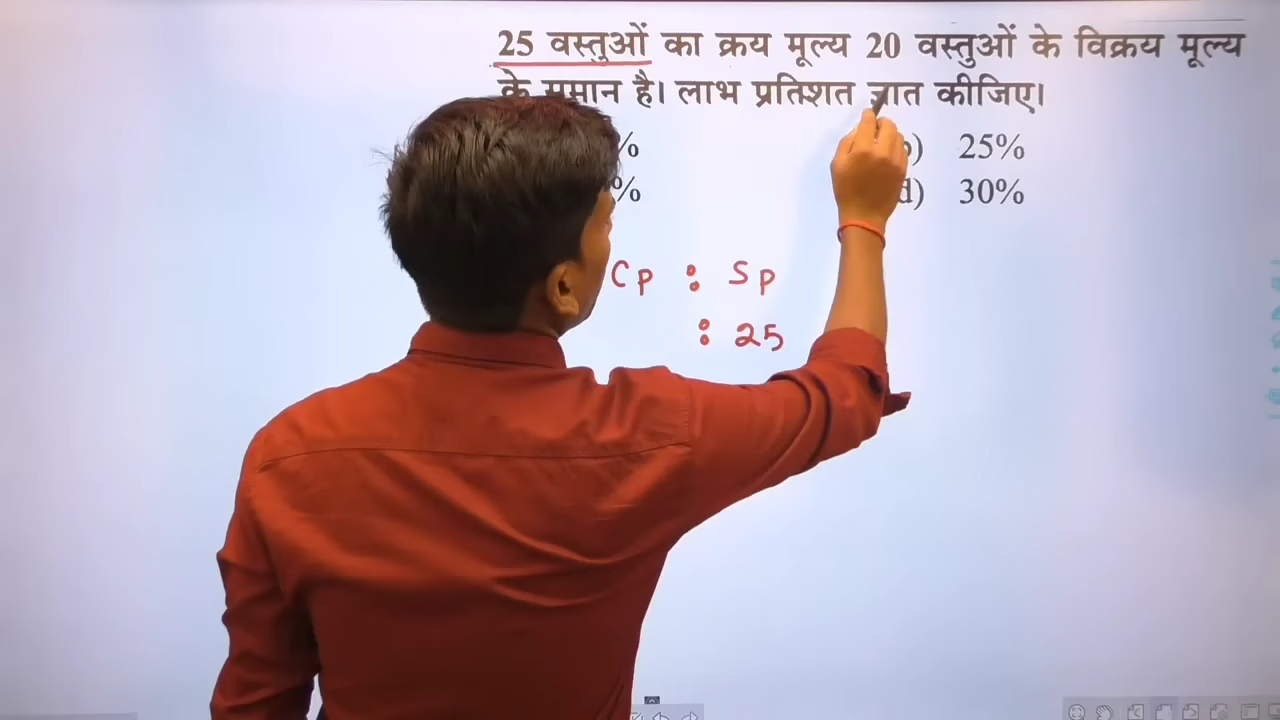 25 वस्तुओं का क्रय मूल्य 20 वस्तुओं के विक्रय मूल्य
के समान है। लाभ प्रतिशत ज्ञात कीजिए।
% b) 25%
% d) 30%
Cp : Sp
: 25